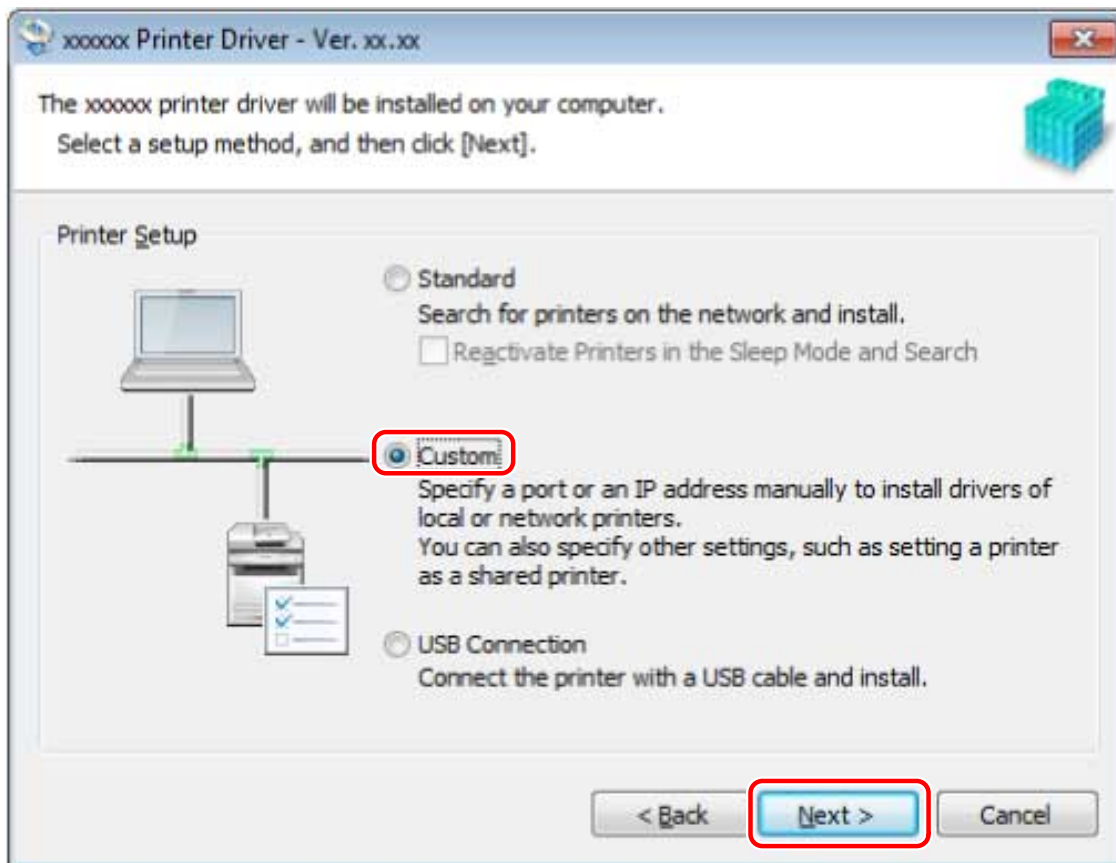 xxxxxx Printer Driver - Ver. xx.xx
The xxxxxx printer driver will be installed on your computer.
Select a setup method, and then click [Next].
Printer Setup
Standard
Search for printers on the network and install.
Reactivate Printers in the Sleep Mode and Search
Custom
Specify a port or an IP address manually to install drivers of
local or network printers.
You can also specify other settings, such as setting a printer
as a shared printer.
USB Connection
Connect the printer with a USB cable and install.
< Back
Next >
Cancel